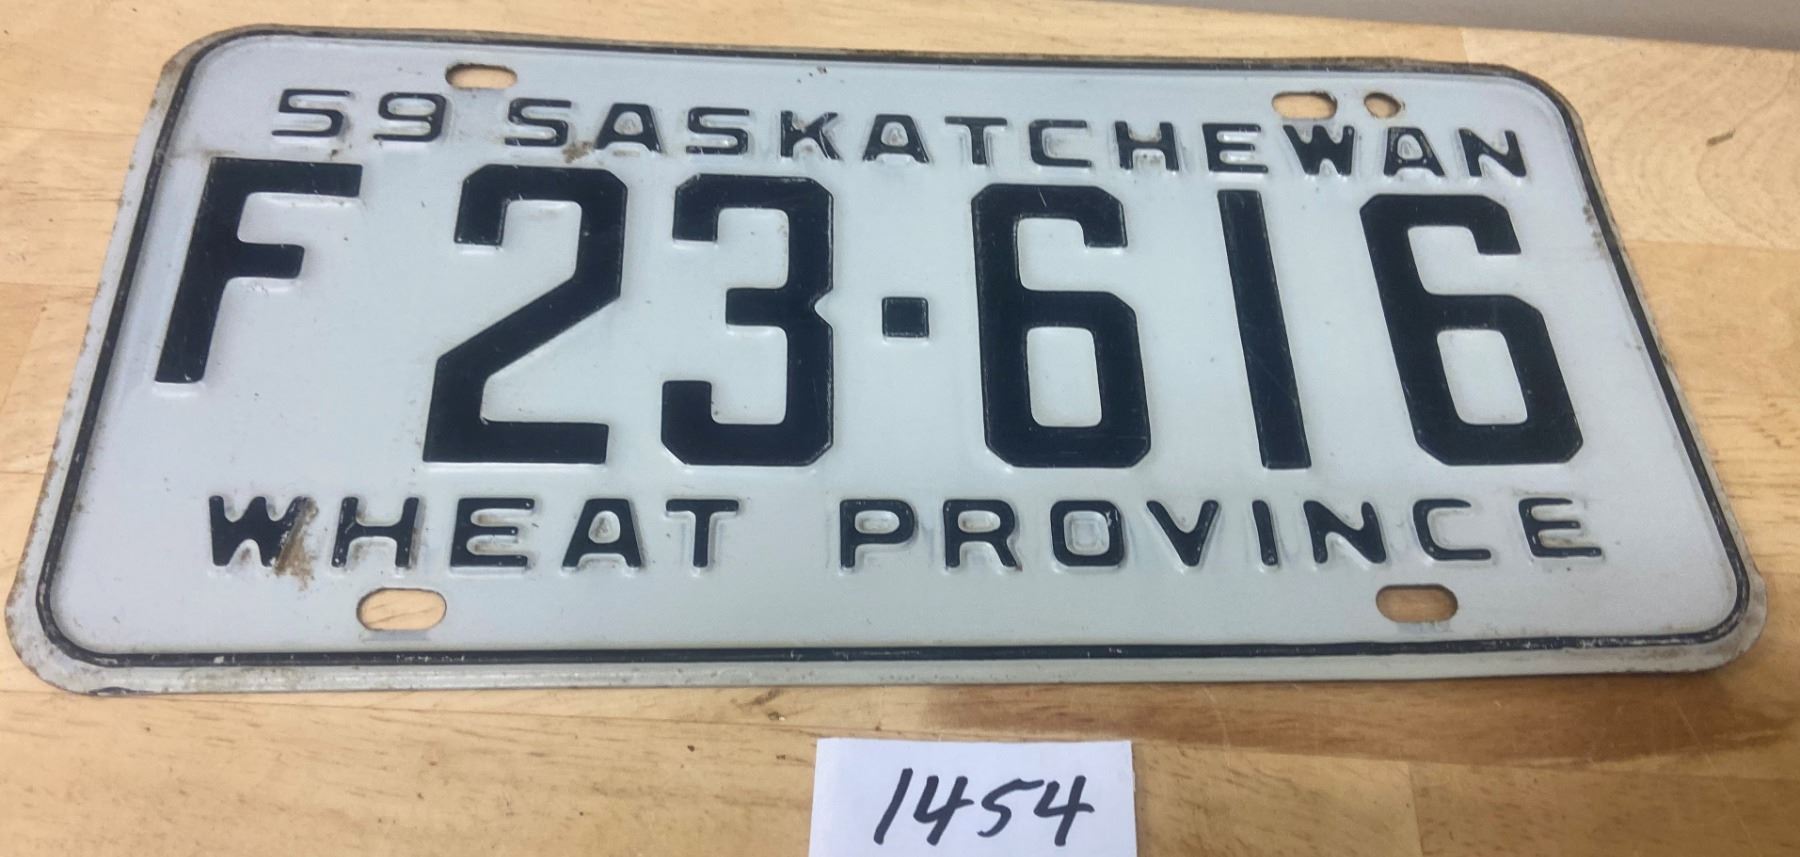 59 SASKATCHEWAN
F 23·616
WHEAT PROVINCE
1454